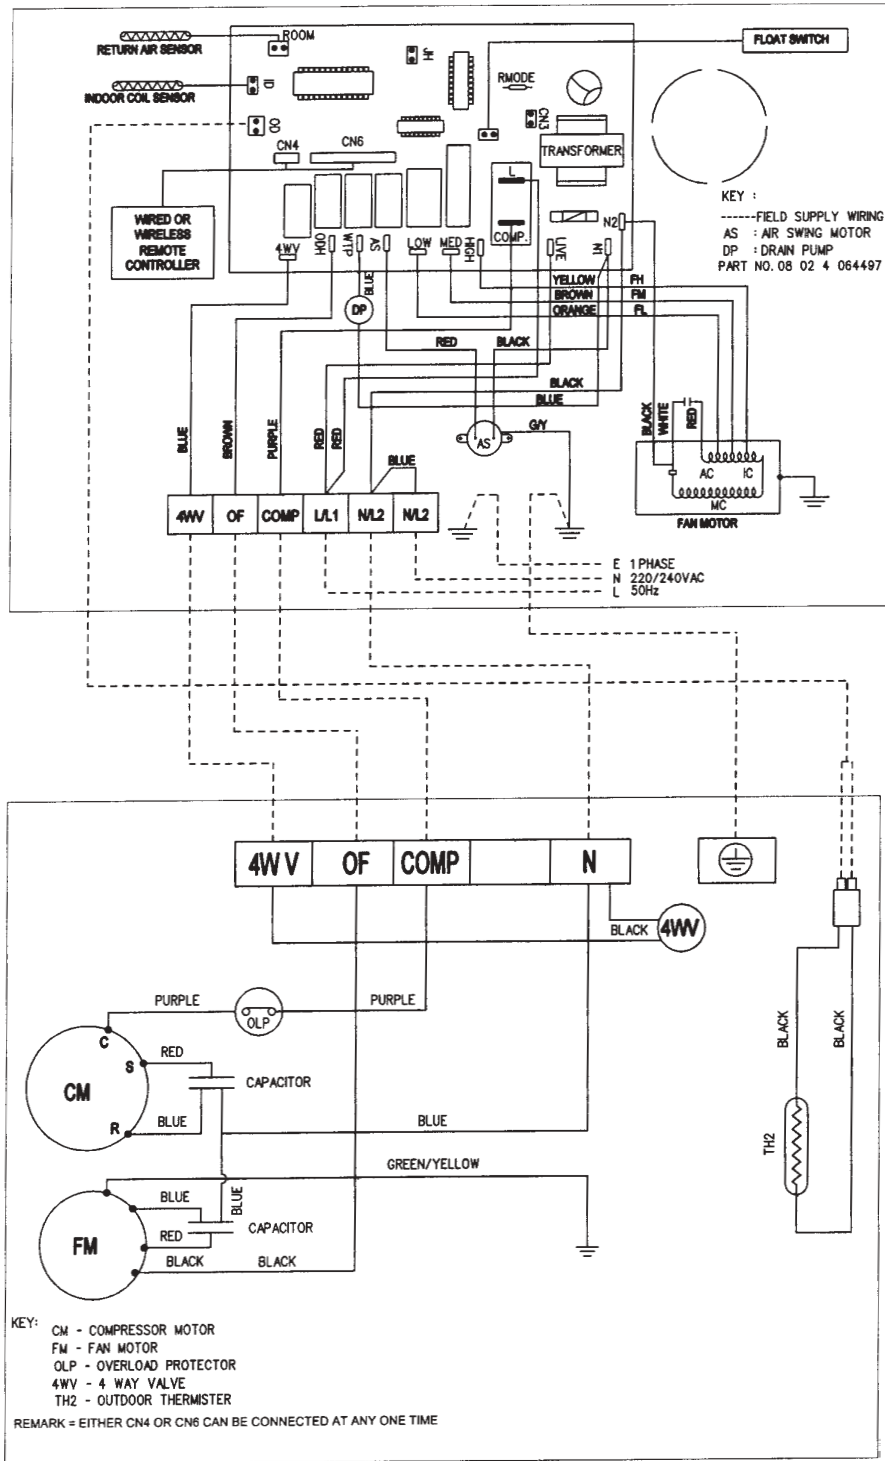 RETURN AIR SENSOR
ROOM
INDOOR COIL SENSOR
ID
OD
JH
RMODE
CN3
FLOAT SWITCH
TRANSFORMER
CN4
CN6
WIRED OR
WIRELESS
REMOTE
CONTROLLER
4WV
ODH
WTP
AS
LOW
MED
HIGH
L
COMP.
LIVE
N1
N2
KEY :
------FIELD SUPPLY WIRING
AS : AIR SWING MOTOR
DP : DRAIN PUMP
PART NO. 08 02 4 064497
BLUE
DP
YELLOW FH
BROWN FM
ORANGE FL
RED
BLACK
BLACK
BLUE
BLUE
BROWN
PURPLE
RED
RED
BLUE
AS
G/Y
BLACK
WHITE
RED
AC
IC
MC
FAN MOTOR
4WV
OF
COMP
L/L1
N/L2
N/L2
E 1PHASE
N 220/240VAC
L 50Hz
4W V
OF
COMP
N
BLACK
4WV
PURPLE
OLP
PURPLE
C
S
R
CM
RED
CAPACITOR
BLUE
BLUE
GREEN/YELLOW
BLUE
BLUE
CAPACITOR
RED
FM
BLACK
BLACK
BLACK
BLACK
TH2
KEY:
CM - COMPRESSOR MOTOR
FM - FAN MOTOR
OLP - OVERLOAD PROTECTOR
4WV - 4 WAY VALVE
TH2 - OUTDOOR THERMISTER
REMARK = EITHER CN4 OR CN6 CAN BE CONNECTED AT ANY ONE TIME